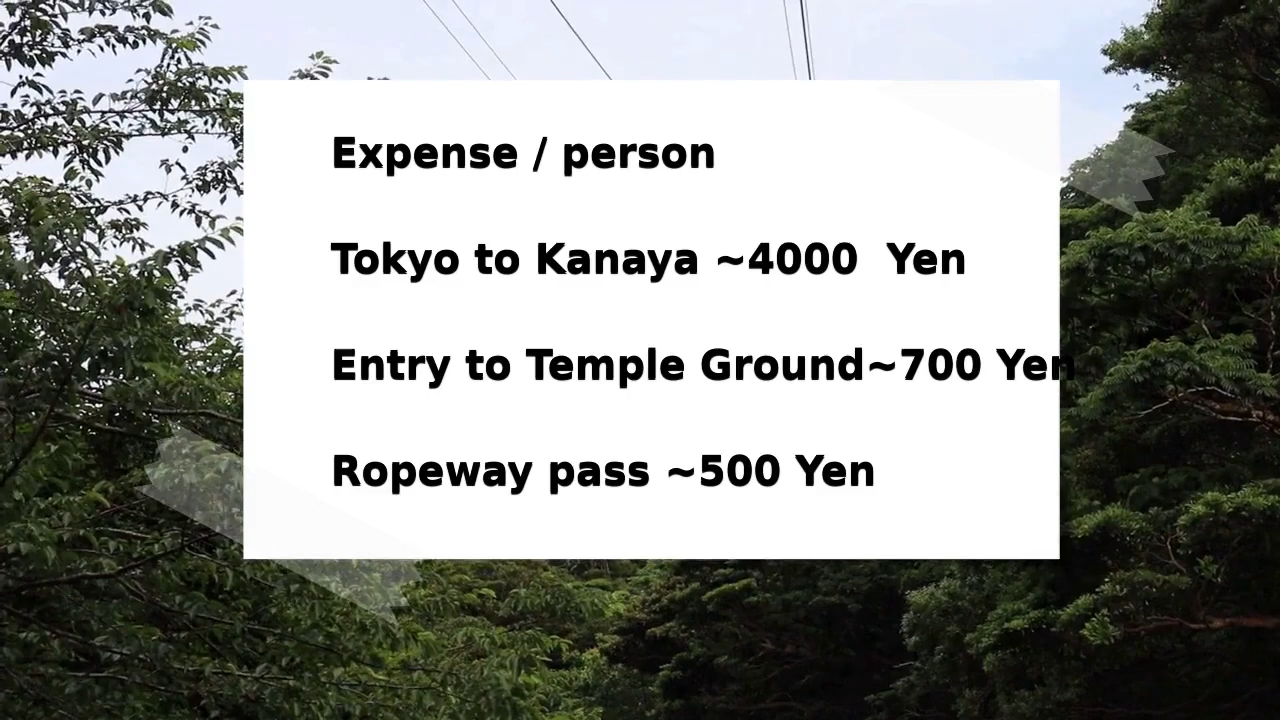 Expense / person
Tokyo to Kanaya ~4000  Yen
Entry to Temple Ground~700 Yen
Ropeway pass ~500 Yen